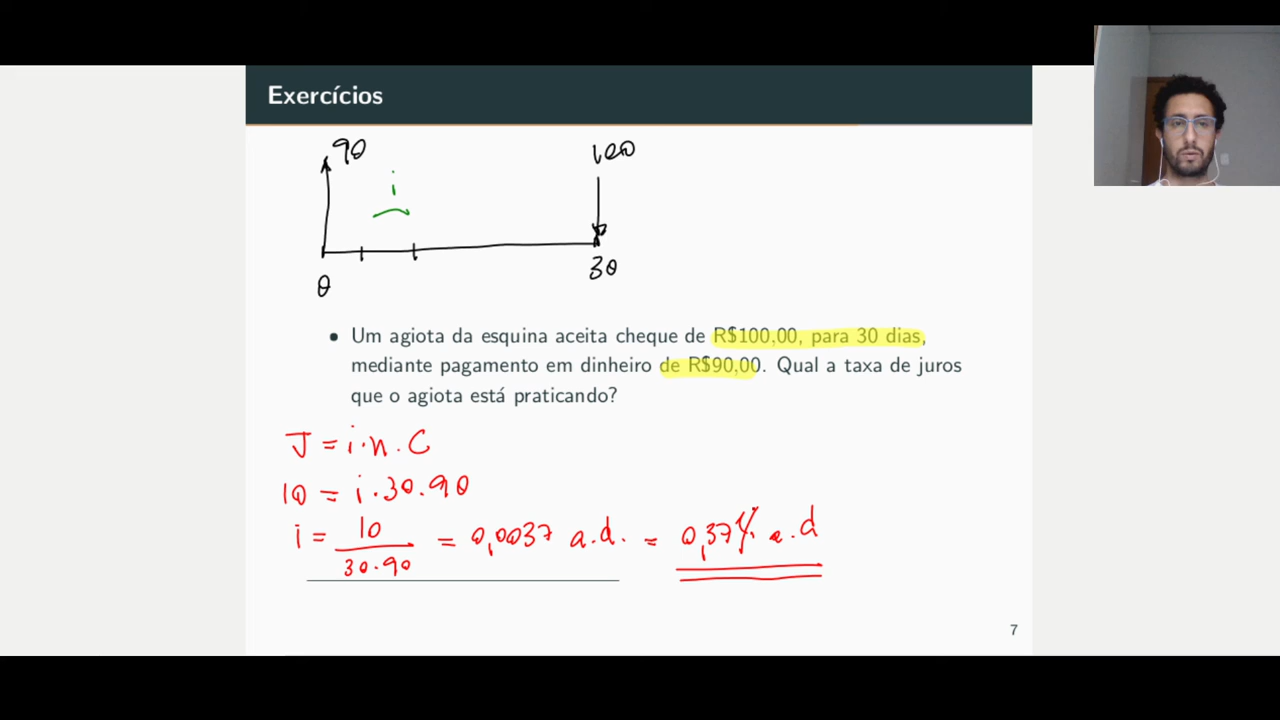 Exercícios
90
100
i
0
30
• Um agiota da esquina aceita cheque de R$100,00, para 30 dias,
mediante pagamento em dinheiro de R$90,00. Qual a taxa de juros
que o agiota está praticando?
J = i.n.C
10 = i.30.90
i = 10 / 30.90 = 0,0037 a.d. = 0,37% a.d
7